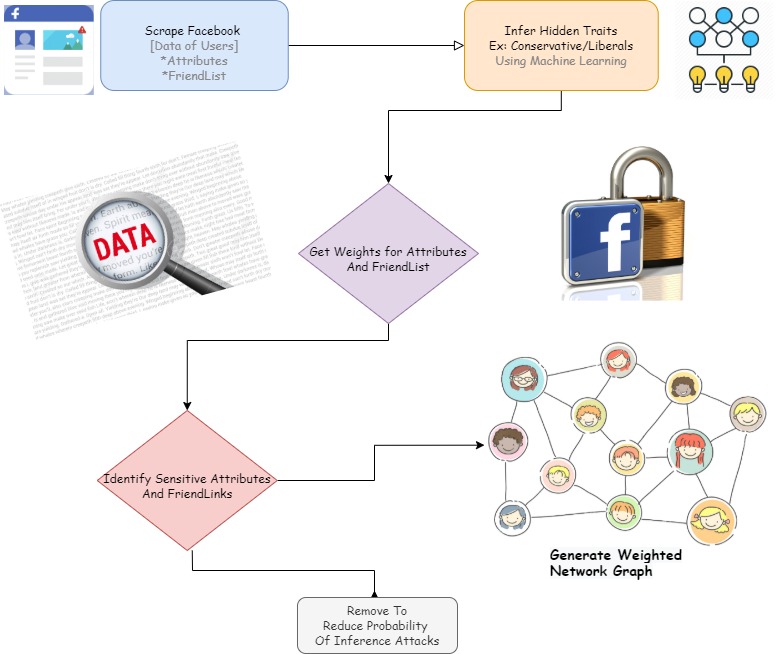 f
Scrape Facebook
[Data of Users]
*Attributes
*FriendList
Infer Hidden Traits
Ex: Conservative/Liberals
Using Machine Learning
DATA
Get Weights for Attributes
And FriendList
f
Identify Sensitive Attributes
And FriendLinks
Generate Weighted
Network Graph
Remove To
Reduce Probability
Of Inference Attacks